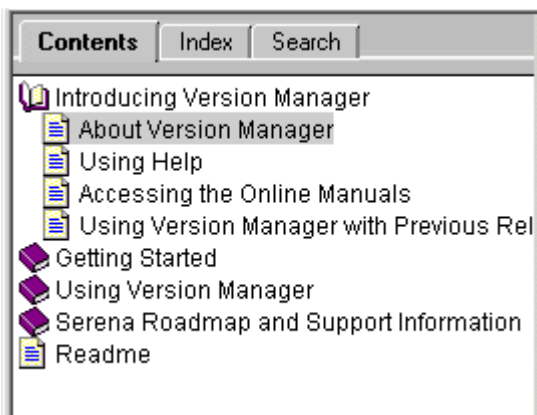 Contents Index Search
Introducing Version Manager
About Version Manager
Using Help
Accessing the Online Manuals
Using Version Manager with Previous Rel
Getting Started
Using Version Manager
Serena Roadmap and Support Information
Readme